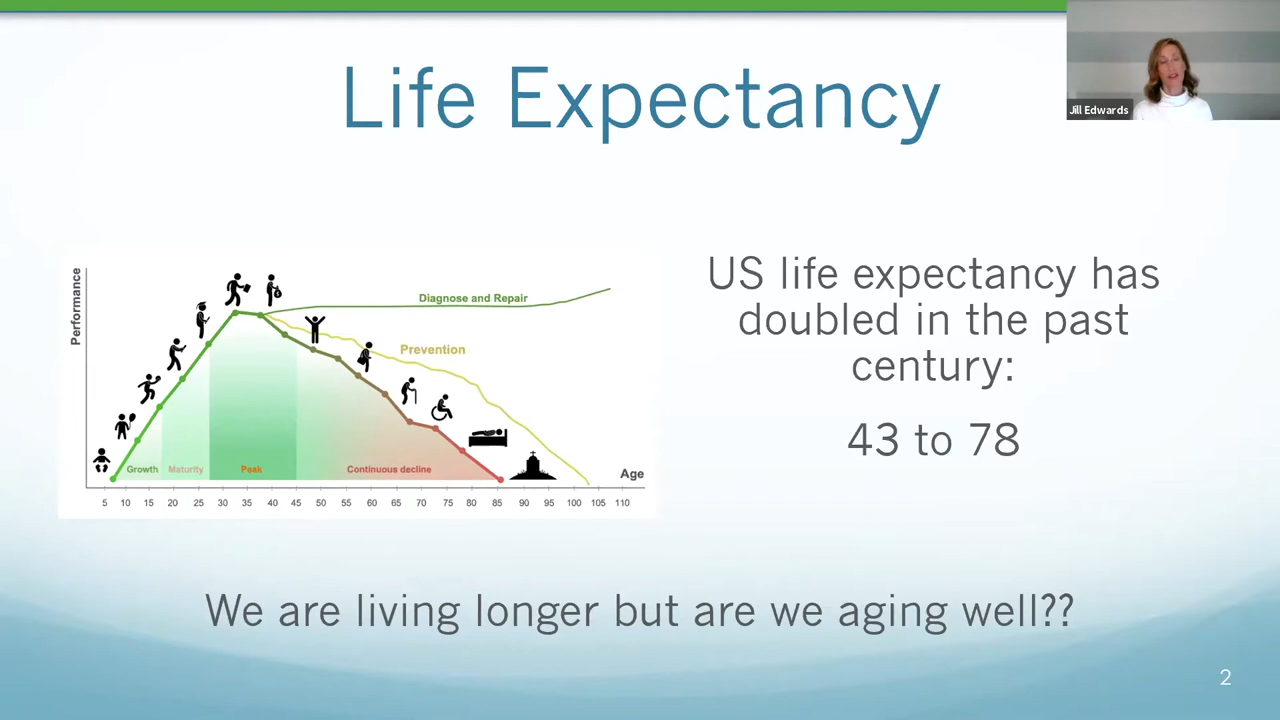 Life Expectancy
Jill Edwards
Performance
Diagnose and Repair
Prevention
Growth
Maturity
Peak
Continuous decline
Age
5 10 15 20 25 30 35 40 45 50 55 60 65 70 75 80 85 90 95 100 105 110
US life expectancy has
doubled in the past
century:
43 to 78
We are living longer but are we aging well??
2